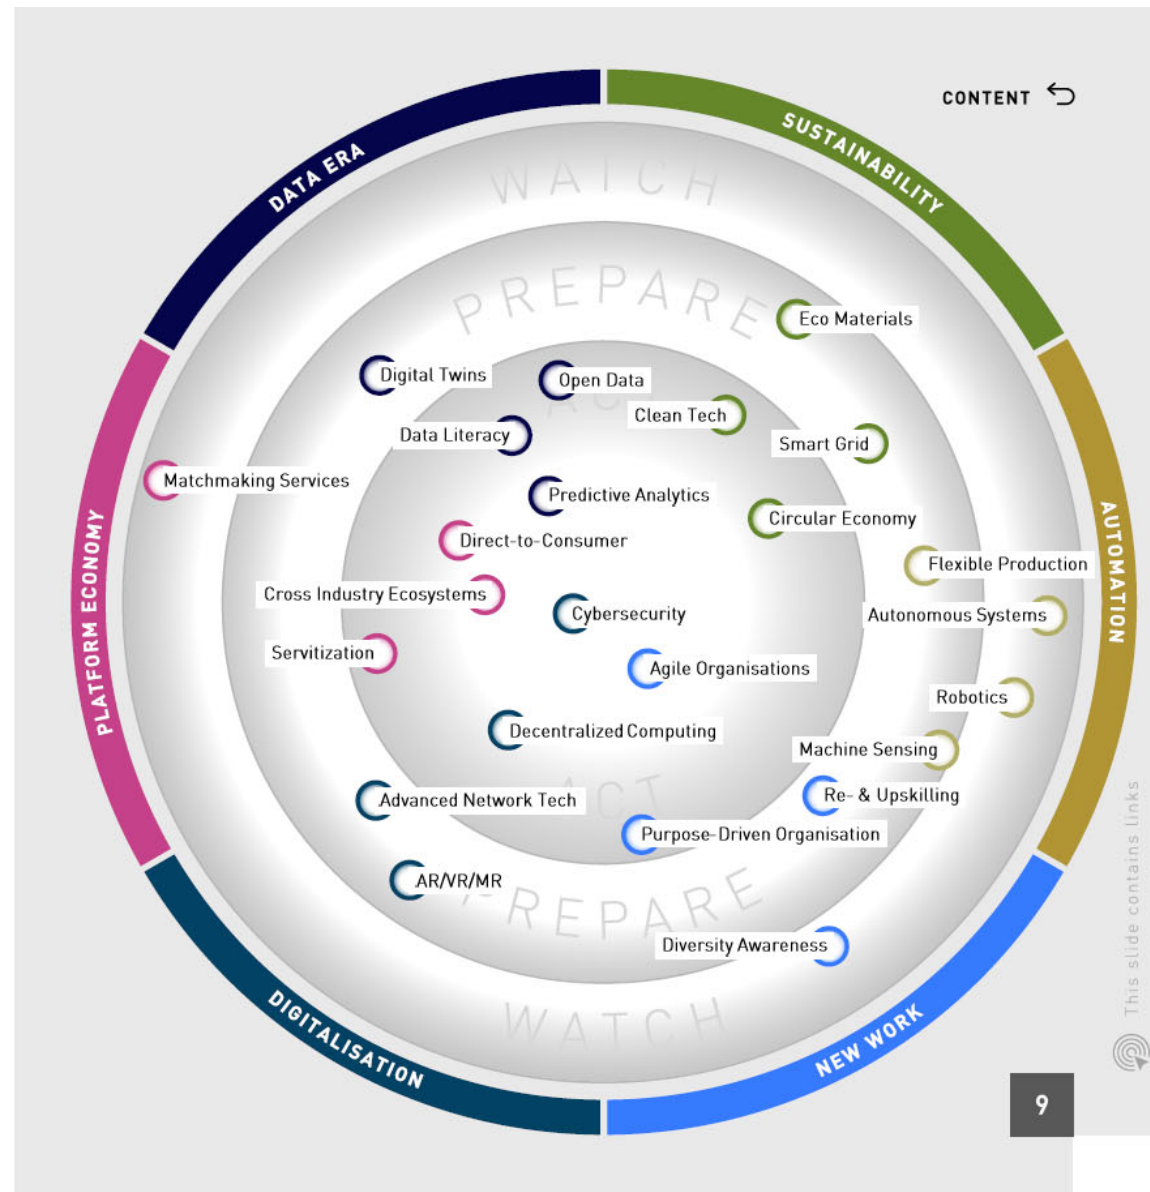 CONTENT
SUSTAINABILITY
DATA ERA
WATCH
PREPARE
Eco Materials
Digital Twins
Open Data
ACT
Clean Tech
Data Literacy
Smart Grid
Matchmaking Services
Predictive Analytics
Circular Economy
Direct-to-Consumer
Flexible Production
AUTOMATION
PLATFORM ECONOMY
Cross Industry Ecosystems
Cybersecurity
Autonomous Systems
Servitization
Agile Organisations
Robotics
Decentralized Computing
Machine Sensing
Re- & Upskilling
Advanced Network Tech
ACT
Purpose-Driven Organisation
AR/VR/MR
PREPARE
Diversity Awareness
WATCH
DIGITALISATION
NEW WORK
This slide contains links
9